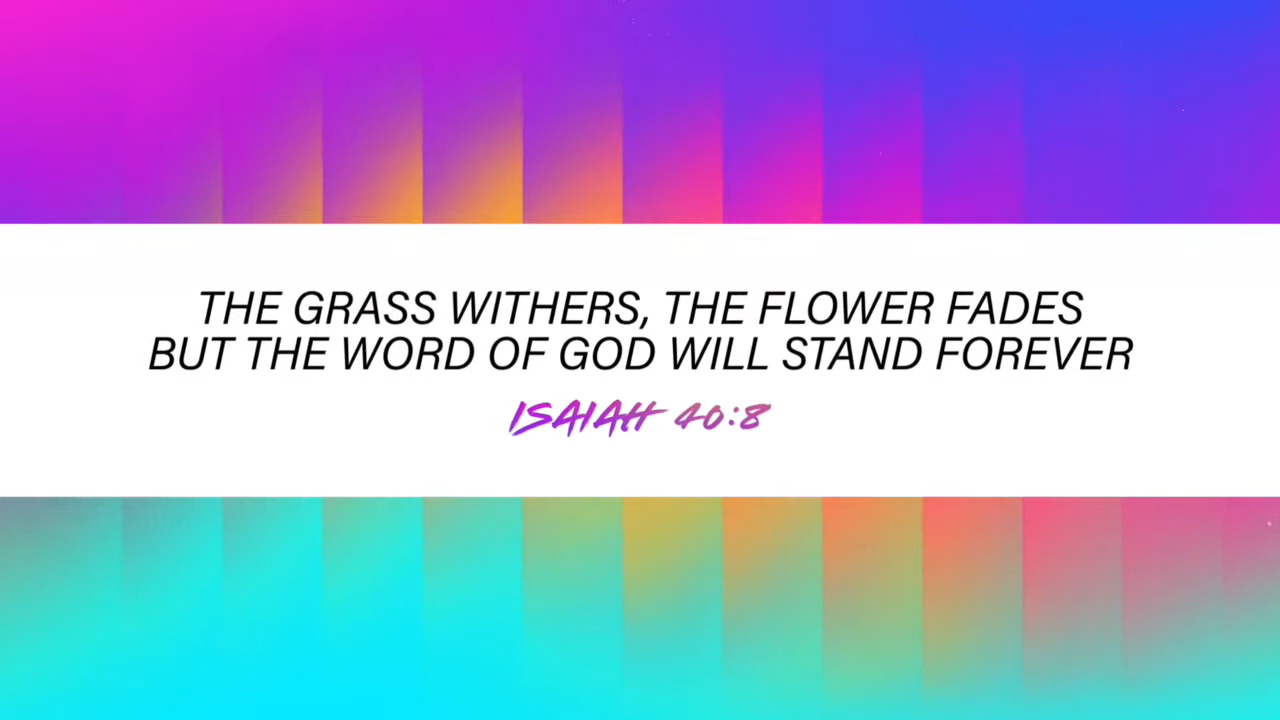 THE GRASS WITHERS, THE FLOWER FADES
BUT THE WORD OF GOD WILL STAND FOREVER
ISAIAH 40:8